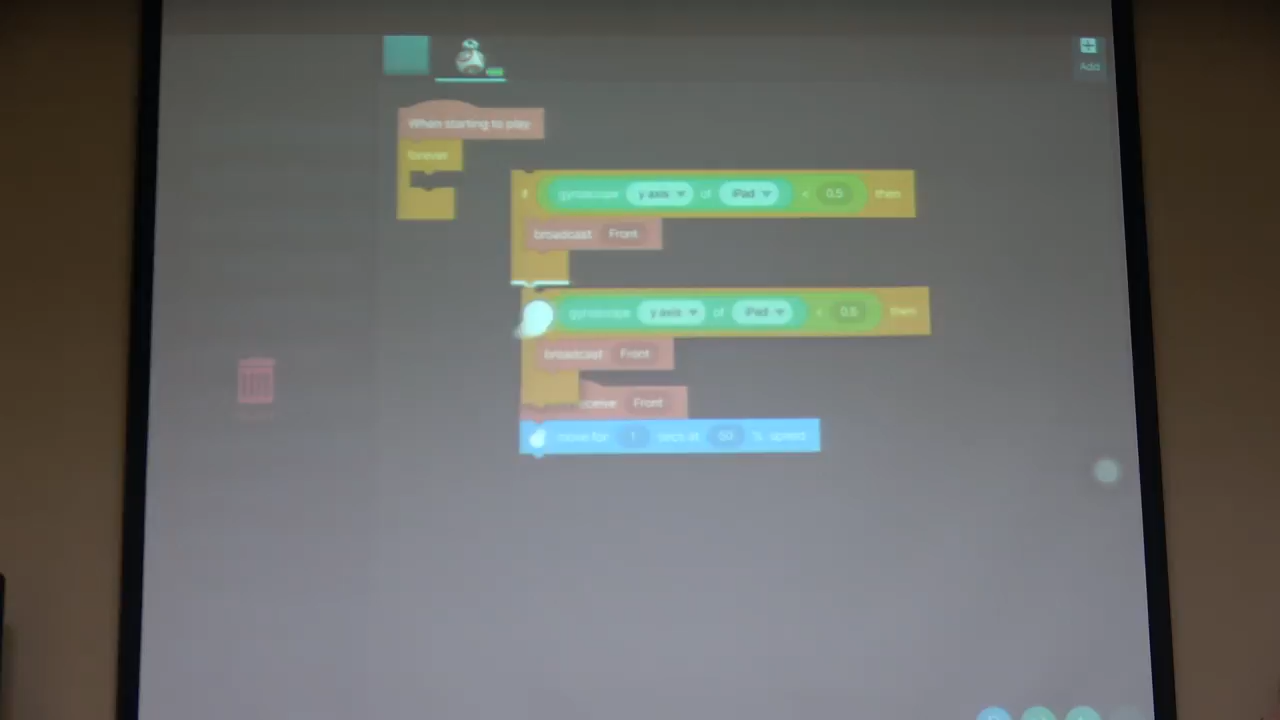 Add
When starting to play
forever
if gyroscope y axis of iPad < 0.5 then
broadcast Front
gyroscope y axis of iPad < 0.5 then
broadcast Front
ceive Front
move for 1 secs at 50 % speed